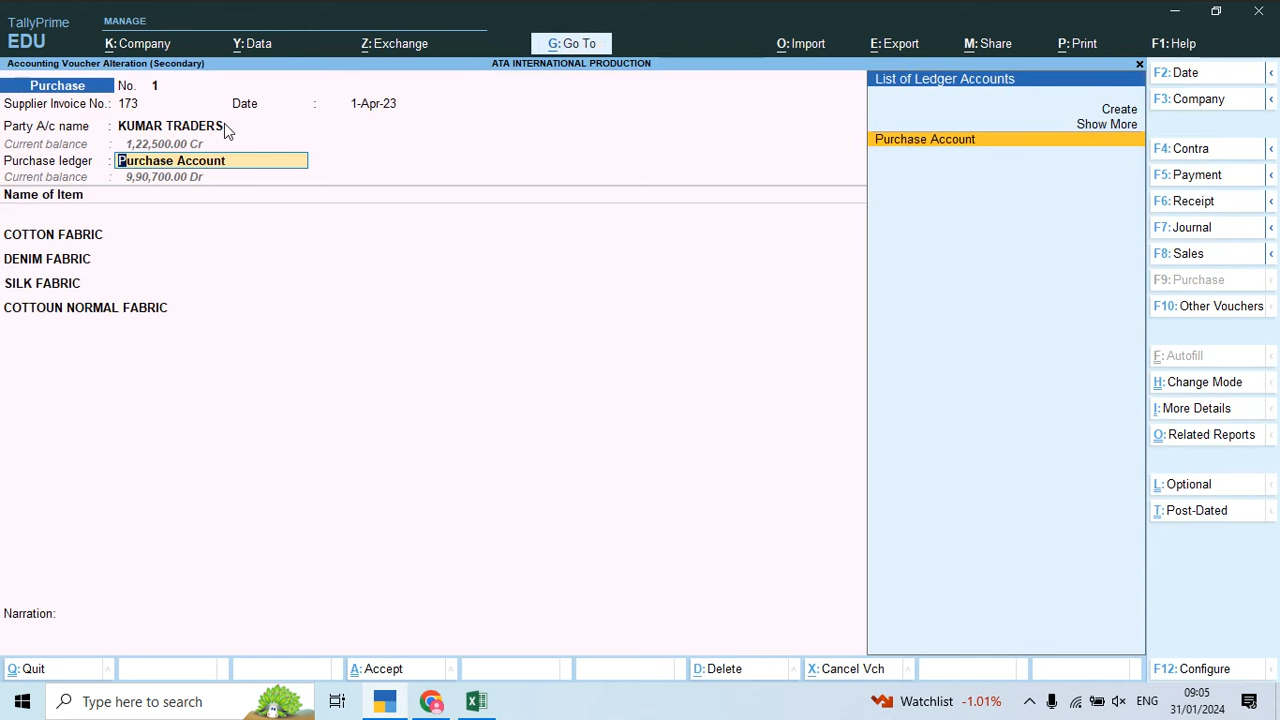 TallyPrime
MANAGE
EDU
K: Company
Y: Data
Z: Exchange
G: Go To
O: Import
E: Export
M: Share
P: Print
F1: Help
Accounting Voucher Alteration (Secondary)
ATA INTERNATIONAL PRODUCTION
Purchase No. 1
Supplier Invoice No.: 173 Date : 1-Apr-23
Party A/c name : KUMAR TRADERS
Current balance : 1,22,500.00 Cr
Purchase ledger : Purchase Account
Current balance : 9,90,700.00 Dr
Name of Item
COTTON FABRIC
DENIM FABRIC
SILK FABRIC
COTTOUN NORMAL FABRIC
Narration:
List of Ledger Accounts
Create
Show More
Purchase Account
F2: Date
F3: Company
F4: Contra
F5: Payment
F6: Receipt
F7: Journal
F8: Sales
F9: Purchase
F10: Other Vouchers
F: Autofill
H: Change Mode
I: More Details
O: Related Reports
L: Optional
T: Post-Dated
Q: Quit
A: Accept
D: Delete
X: Cancel Vch
F12: Configure
Type here to search
Watchlist -1.01%
ENG
09:05
31/01/2024